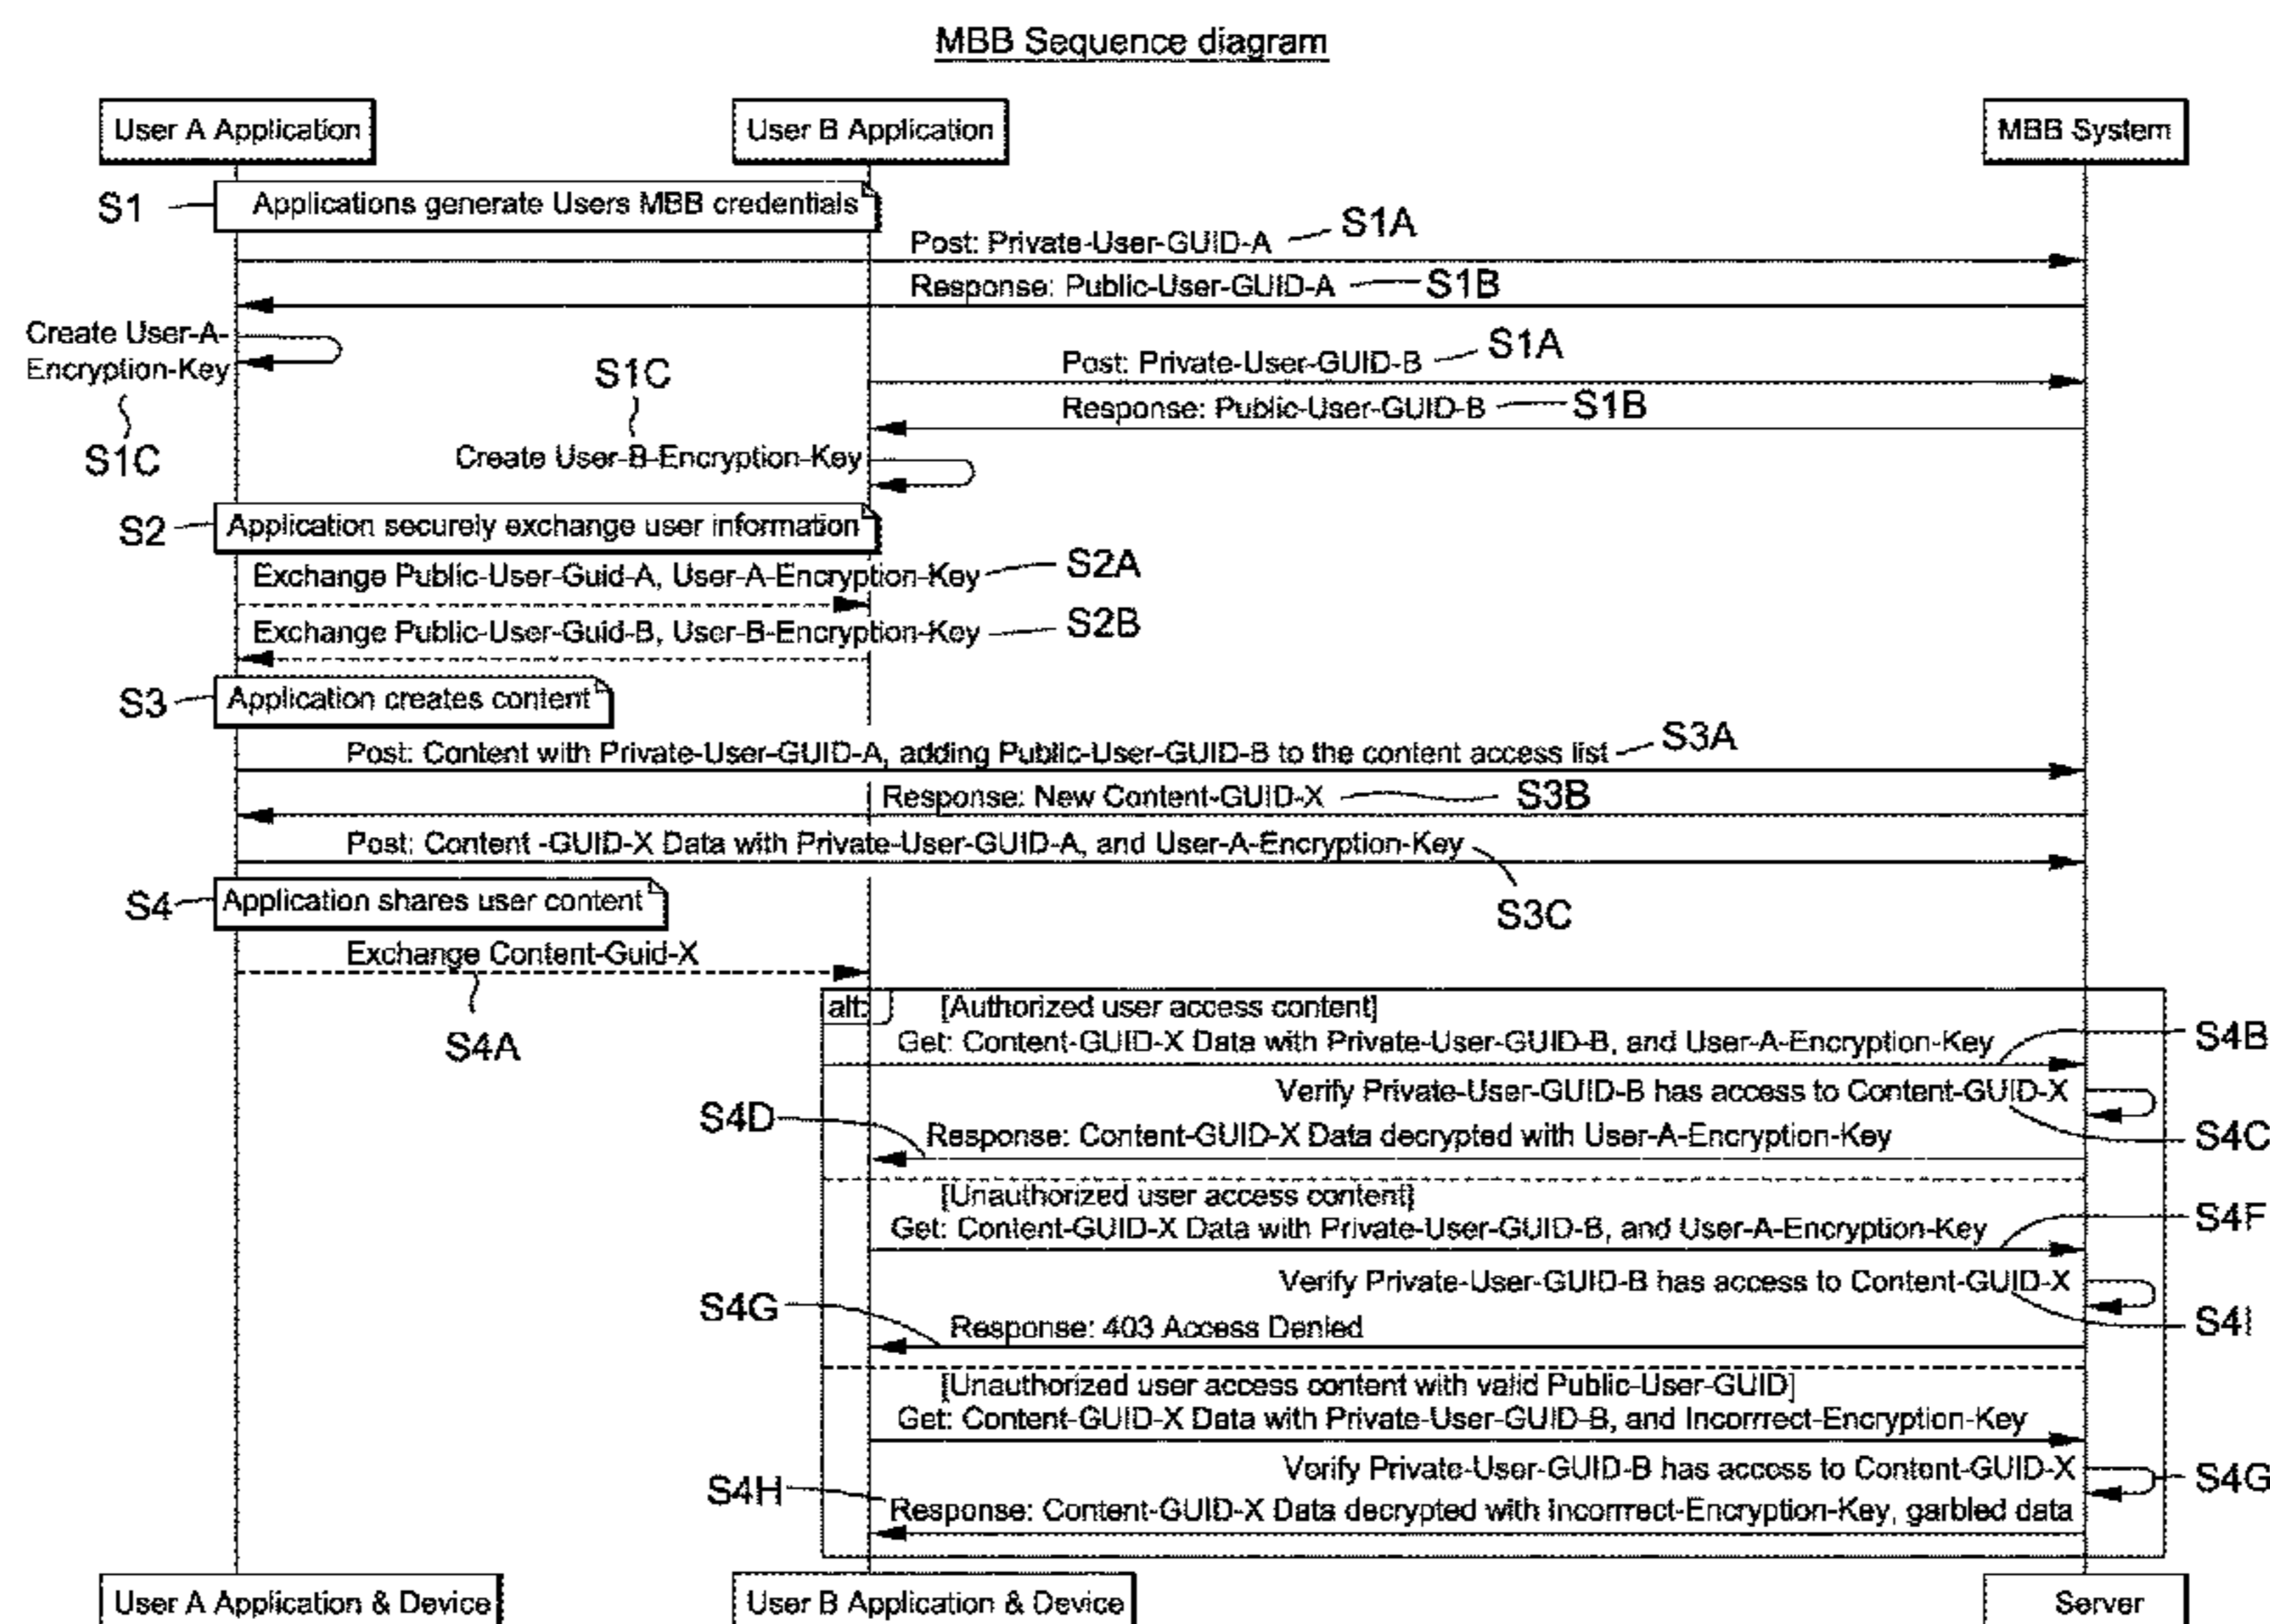 MBB Sequence diagram
User A Application
User B Application
MBB System
S1
Applications generate Users MBB credentials
Post: Private-User-GUID-A
S1A
Response: Public-User-GUID-A
S1B
Create User-A-
Encryption-Key
S1C
Post: Private-User-GUID-B
S1A
Response: Public-User-GUID-B
S1B
S1C
Create User-B-Encryption-Key
S2
Application securely exchange user information
Exchange Public-User-Guid-A, User-A-Encryption-Key
S2A
Exchange Public-User-Guid-B, User-B-Encryption-Key
S2B
S3
Application creates content
Post: Content with Private-User-GUID-A, adding Public-User-GUID-B to the content access list
S3A
Response: New Content-GUID-X
S3B
Post: Content -GUID-X Data with Private-User-GUID-A, and User-A-Encryption-Key
S3C
S4
Application shares user content
Exchange Content-Guid-X
S4A
alt:
[Authorized user access content]
Get: Content-GUID-X Data with Private-User-GUID-B, and User-A-Encryption-Key
S4B
Verify Private-User-GUID-B has access to Content-GUID-X
S4C
S4D
Response: Content-GUID-X Data decrypted with User-A-Encryption-Key
[Unauthorized user access content]
Get: Content-GUID-X Data with Private-User-GUID-B, and User-A-Encryption-Key
S4F
Verify Private-User-GUID-B has access to Content-GUID-X
S4I
S4G
Response: 403 Access Denied
[Unauthorized user access content with valid Public-User-GUID]
Get: Content-GUID-X Data with Private-User-GUID-B, and Incorrrect-Encryption-Key
Verify Private-User-GUID-B has access to Content-GUID-X
S4G
S4H
Response: Content-GUID-X Data decrypted with Incorrrect-Encryption-Key, garbled data
User A Application & Device
User B Application & Device
Server